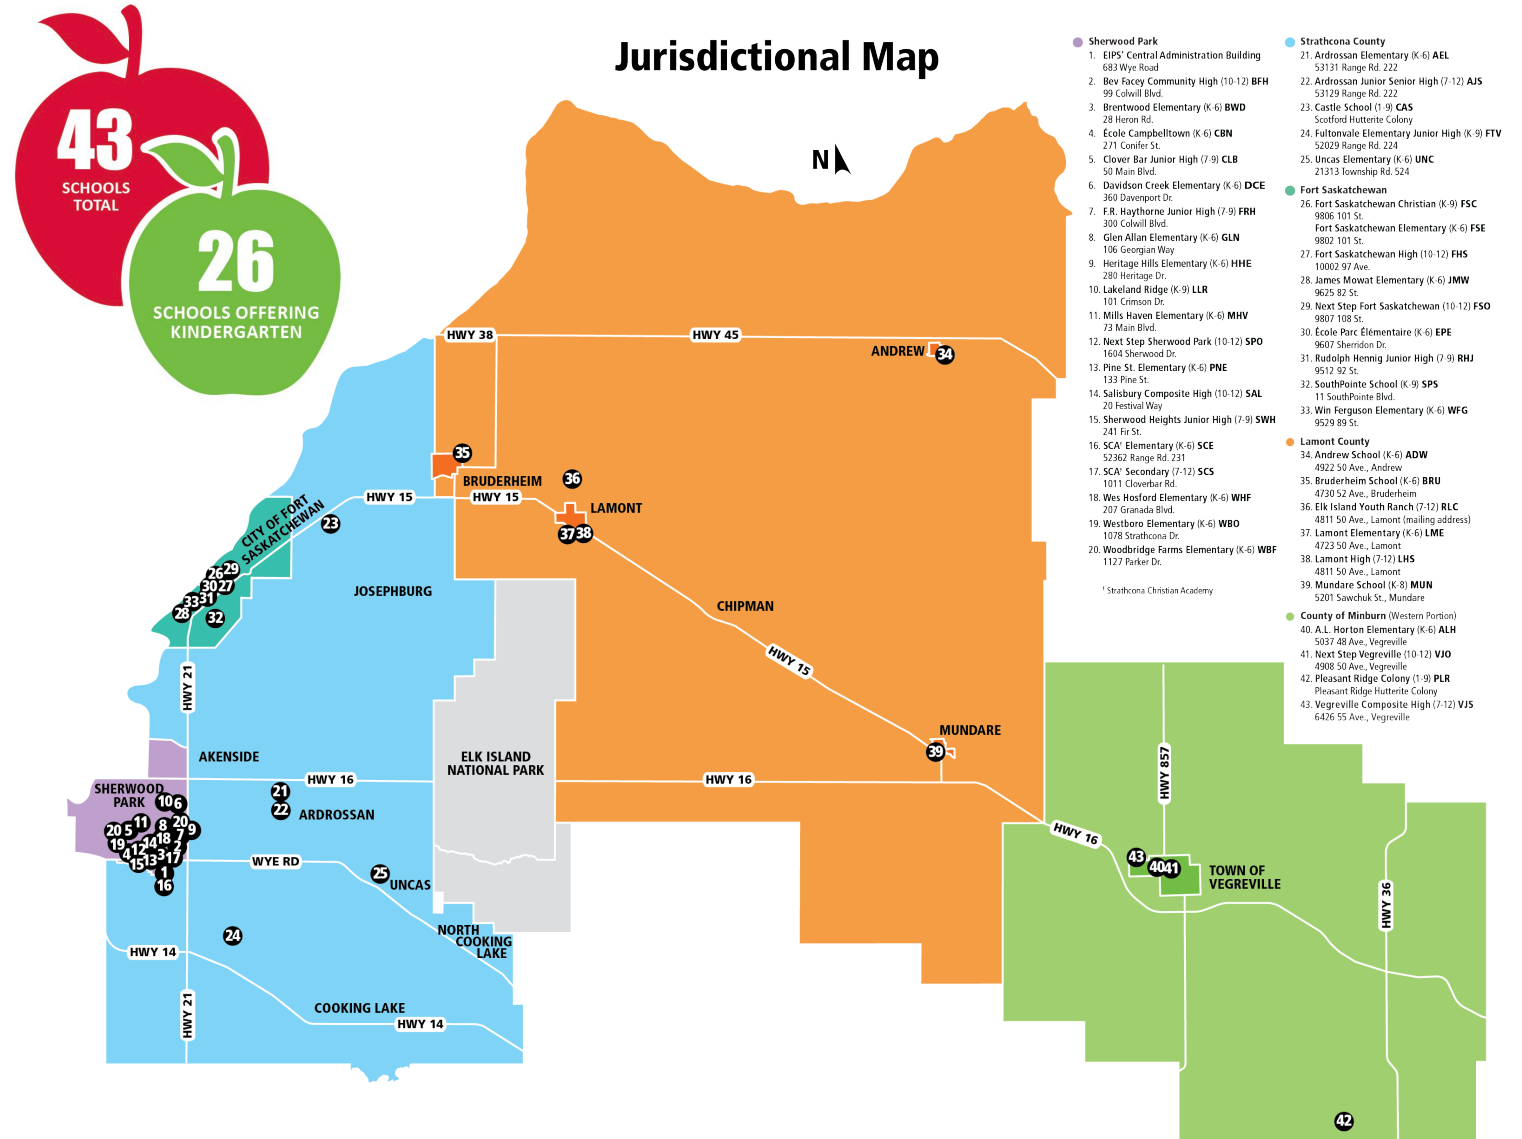 Jurisdictional Map
43
SCHOOLS
TOTAL
26
SCHOOLS OFFERING
KINDERGARTEN
N
Sherwood Park
1. EIPS' Central Administration Building
683 Wye Road
2. Bev Facey Community High (10-12) BFH
99 Colwill Blvd.
3. Brentwood Elementary (K-6) BWD
28 Heron Rd.
4. École Campbelltown (K-6) CBN
271 Conifer St.
5. Clover Bar Junior High (7-9) CLB
50 Main Blvd.
6. Davidson Creek Elementary (K-6) DCE
360 Davenport Dr.
7. F.R. Haythorne Junior High (7-9) FRH
300 Colwill Blvd.
8. Glen Allan Elementary (K-6) GLN
106 Georgian Way
9. Heritage Hills Elementary (K-6) HHE
280 Heritage Dr.
10. Lakeland Ridge (K-9) LLR
101 Crimson Dr.
11. Mills Haven Elementary (K-6) MHV
73 Main Blvd.
12. Next Step Sherwood Park (10-12) SPO
1604 Sherwood Dr.
13. Pine St. Elementary (K-6) PNE
133 Pine St.
14. Salisbury Composite High (10-12) SAL
20 Festival Way
15. Sherwood Heights Junior High (7-9) SWH
241 Fir St.
16. SCA† Elementary (K-6) SCE
52362 Range Rd. 231
17. SCA† Secondary (7-12) SCS
1011 Cloverbar Rd.
18. Wes Hosford Elementary (K-6) WHF
207 Granada Blvd.
19. Westboro Elementary (K-6) WBO
1078 Strathcona Dr.
20. Woodbridge Farms Elementary (K-6) WBF
1127 Parker Dr.
† Strathcona Christian Academy
Strathcona County
21. Ardrossan Elementary (K-6) AEL
53131 Range Rd. 222
22. Ardrossan Junior Senior High (7-12) AJS
53129 Range Rd. 222
23. Castle School (1-9) CAS
Scotford Hutterite Colony
24. Fultonvale Elementary Junior High (K-9) FTV
52029 Range Rd. 224
25. Uncas Elementary (K-6) UNC
21313 Township Rd. 524
Fort Saskatchewan
26. Fort Saskatchewan Christian (K-9) FSC
9806 101 St.
Fort Saskatchewan Elementary (K-6) FSE
9802 101 St.
27. Fort Saskatchewan High (10-12) FHS
10002 97 Ave.
28. James Mowat Elementary (K-6) JMW
9625 82 St.
29. Next Step Fort Saskatchewan (10-12) FSO
9807 108 St.
30. École Parc Élémentaire (K-6) EPE
9607 Sherridon Dr.
31. Rudolph Hennig Junior High (7-9) RHJ
9512 92 St.
32. SouthPointe School (K-9) SPS
11 SouthPointe Blvd.
33. Win Ferguson Elementary (K-6) WFG
9529 89 St.
Lamont County
34. Andrew School (K-6) ADW
4922 50 Ave., Andrew
35. Bruderheim School (K-6) BRU
4730 52 Ave., Bruderheim
36. Elk Island Youth Ranch (7-12) RLC
4811 50 Ave., Lamont (mailing address)
37. Lamont Elementary (K-6) LME
4723 50 Ave., Lamont
38. Lamont High (7-12) LHS
4811 50 Ave., Lamont
39. Mundare School (K-8) MUN
5201 Sawchuk St., Mundare
County of Minburn (Western Portion)
40. A.L. Horton Elementary (K-6) ALH
5037 48 Ave., Vegreville
41. Next Step Vegreville (10-12) VJO
4908 50 Ave., Vegreville
42. Pleasant Ridge Colony (1-9) PLR
Pleasant Ridge Hutterite Colony
43. Vegreville Composite High (7-12) VJS
6426 55 Ave., Vegreville
HWY 38
HWY 45
ANDREW
34
35
BRUDERHEIM
36
HWY 15
HWY 15
LAMONT
37
38
CITY OF FORT
SASKATCHEWAN
23
26
29
30
27
33
31
28
32
JOSEPHBURG
CHIPMAN
HWY 15
HWY 21
MUNDARE
39
AKENSIDE
ELK ISLAND
NATIONAL PARK
HWY 16
HWY 16
HWY 857
SHERWOOD
PARK
10
6
21
22
ARDROSSAN
11
20
5
8
20
9
7
19
14
18
2
4
12
3
17
15
13
1
16
WYE RD
25
UNCAS
HWY 16
43
40
41
TOWN OF
VEGREVILLE
HWY 36
24
NORTH
COOKING
LAKE
HWY 14
HWY 21
COOKING LAKE
HWY 14
42